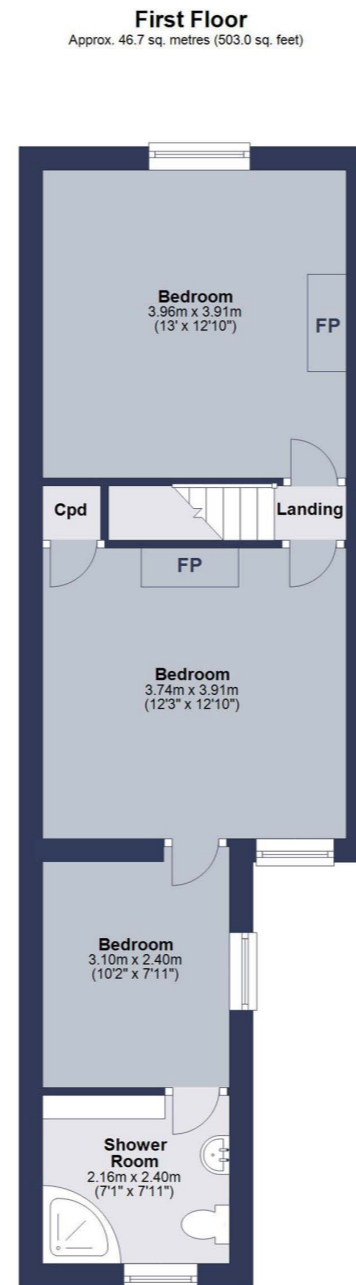 First Floor
Approx. 46.7 sq. metres (503.0 sq. feet)
Bedroom
3.96m x 3.91m
(13' x 12'10")
FP
Cpd
Landing
FP
Bedroom
3.74m x 3.91m
(12'3" x 12'10")
Bedroom
3.10m x 2.40m
(10'2" x 7'11")
Shower
Room
2.16m x 2.40m
(7'1" x 7'11")